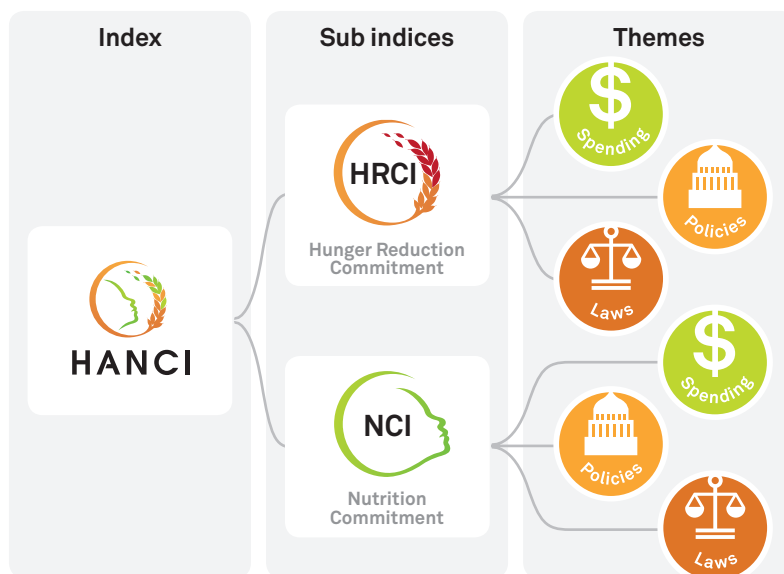 Index
Sub indices
Themes
HANCI
HRCI
Hunger Reduction
Commitment
NCI
Nutrition
Commitment
$
Spending
Policies
Laws
$
Spending
Policies
Laws